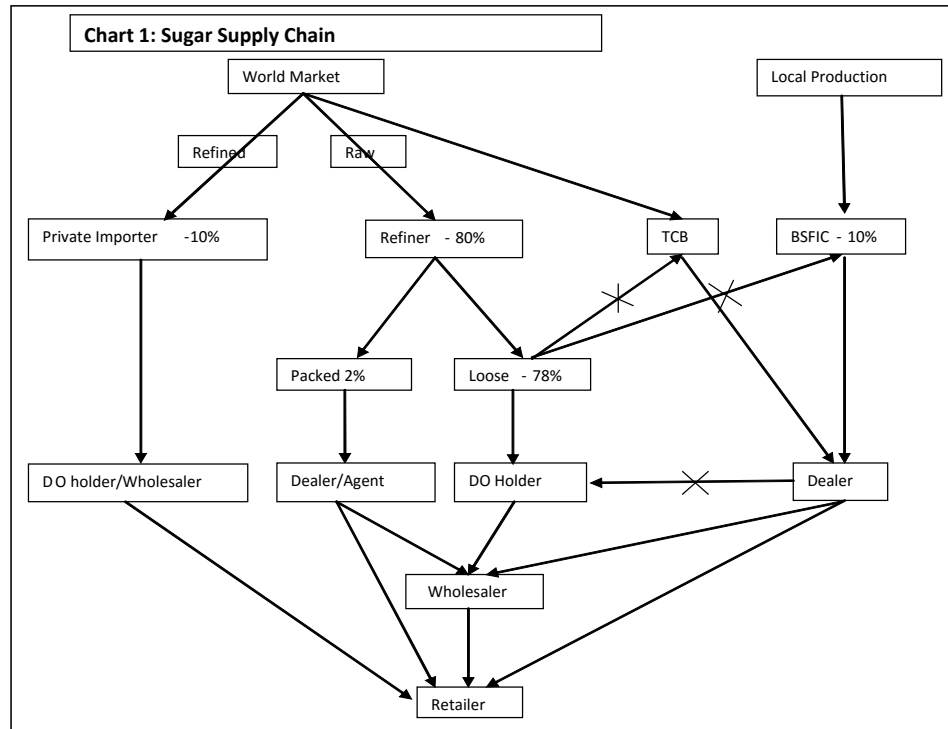 Chart 1: Sugar Supply Chain
World Market
Local Production
Refined
Raw
Private Importer -10%
Refiner - 80%
TCB
BSFIC - 10%
Packed 2%
Loose - 78%
D O holder/Wholesaler
Dealer/Agent
DO Holder
Dealer
Wholesaler
Retailer